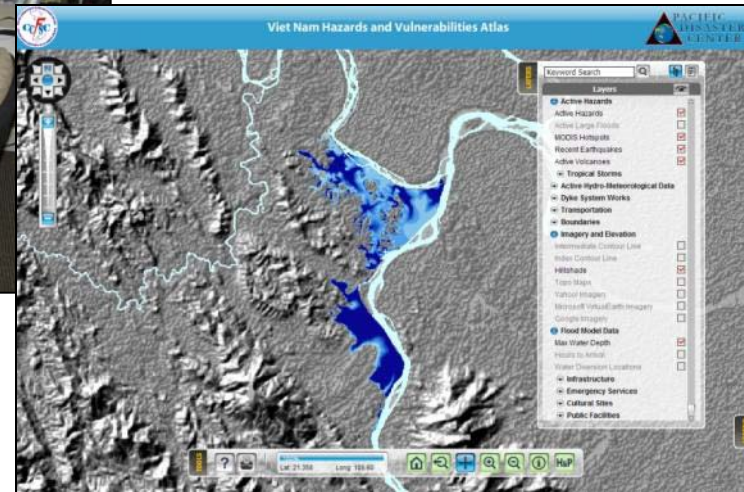 CCFSC
Viet Nam Hazards and Vulnerabilities Atlas
PACIFIC
DISASTER
CENTER
LAYERS
Keyword Search
Layers
Active Hazards
Active Hazards
Active Large Floods
MODIS Hotspots
Recent Earthquakes
Active Volcanoes
Tropical Storms
Active Hydro-Meteorological Data
Dyke System Works
Transportation
Boundaries
Imagery and Elevation
Intermediate Contour Line
Index Contour Line
Hillshade
Topo Maps
Yahoo! Imagery
Microsoft VirtualEarth Imagery
Google Imagery
Flood Model Data
Max Water Depth
Hours to Arrival
Water Diversion Locations
Infrastructure
Emergency Services
Cultural Sites
Public Facilities
TOOLS
?
Lat: 21.358 Long:
H&P